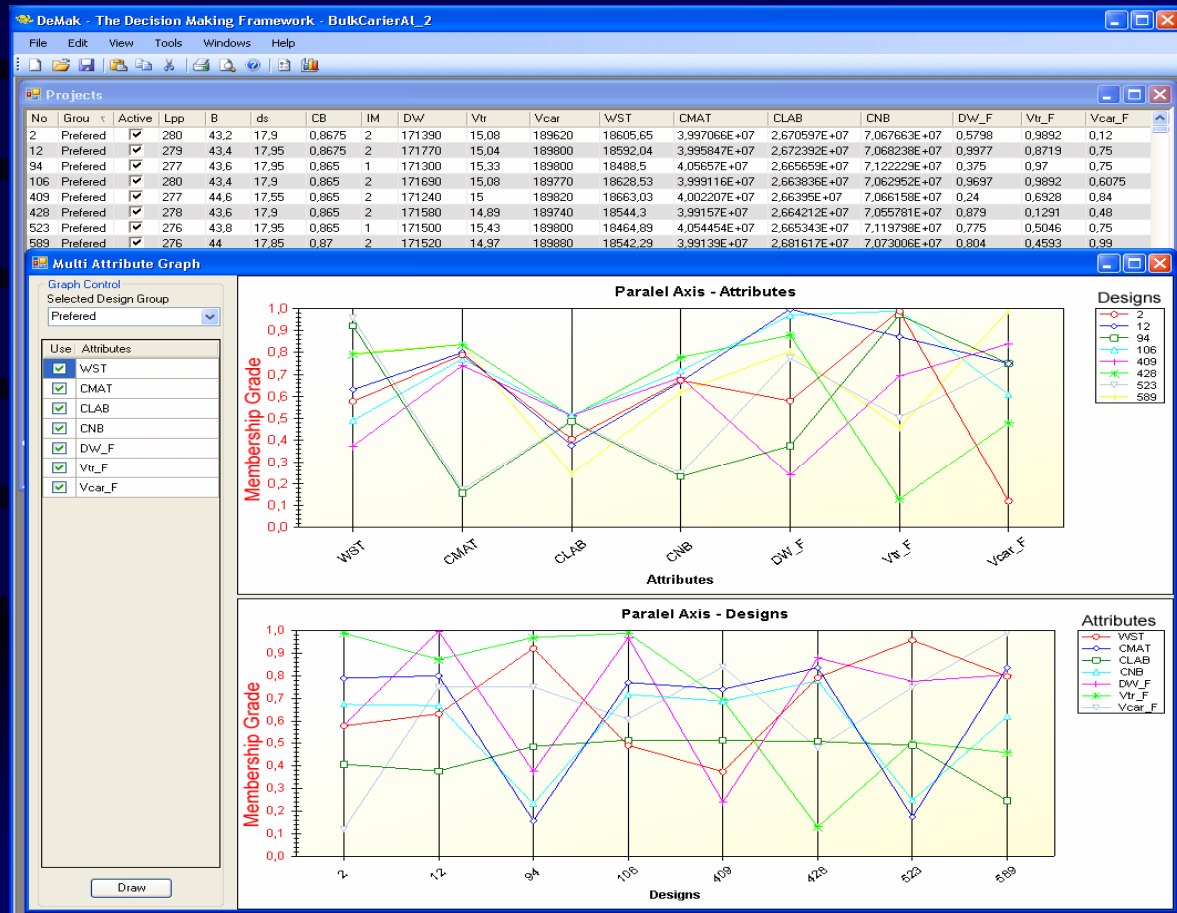 DeMak - The Decision Making Framework - BulkCarierAL_2
File Edit View Tools Windows Help
Projects
No Grou Active Lpp B ds CB IM DW Vtr Vcar WST CMAT CLAB CNB DW_F Vtr_F Vcar_F
2 Prefered 280 43,2 17,9 0,8675 2 171390 15,08 189620 18605,65 3,997066E+07 2,670597E+07 7,067663E+07 0,5798 0,9892 0,12
12 Prefered 279 43,4 17,95 0,8675 2 171770 15,04 189800 18592,04 3,995847E+07 2,672392E+07 7,068238E+07 0,9977 0,8719 0,75
94 Prefered 277 43,6 17,95 0,865 1 171300 15,33 189800 18488,5 4,05657E+07 2,665659E+07 7,122229E+07 0,375 0,97 0,75
106 Prefered 280 43,4 17,9 0,865 2 171690 15,08 189770 18628,53 3,999116E+07 2,663836E+07 7,062952E+07 0,9697 0,9892 0,6075
409 Prefered 277 44,6 17,55 0,865 2 171240 15 189820 18663,03 4,002207E+07 2,66395E+07 7,066158E+07 0,24 0,6928 0,84
428 Prefered 278 43,6 17,9 0,865 2 171580 14,89 189740 18544,3 3,99157E+07 2,664212E+07 7,055781E+07 0,879 0,1291 0,48
523 Prefered 276 43,8 17,95 0,865 1 171500 15,43 189800 18464,89 4,054454E+07 2,665343E+07 7,119798E+07 0,775 0,5046 0,75
589 Prefered 276 44 17,85 0,87 2 171520 14,97 189880 18542,29 3,99139E+07 2,681617E+07 7,073006E+07 0,804 0,4593 0,99
Multi Attribute Graph
Graph Control
Selected Design Group
Prefered
Use Attributes
WST
CMAT
CLAB
CNB
DW_F
Vtr_F
Vcar_F
Draw
Paralel Axis - Attributes
Membership Grade
1,0
0,9
0,8
0,7
0,6
0,5
0,4
0,3
0,2
0,1
0,0
WST CMAT CLAB CNB DW_F Vtr_F Vcar_F
Attributes
Designs
2
12
94
106
409
428
523
589
Paralel Axis - Designs
Membership Grade
1,0
0,9
0,8
0,7
0,6
0,5
0,4
0,3
0,2
0,1
0,0
2 12 94 106 409 428 523 589
Designs
Attributes
WST
CMAT
CLAB
CNB
DW_F
Vtr_F
Vcar_F